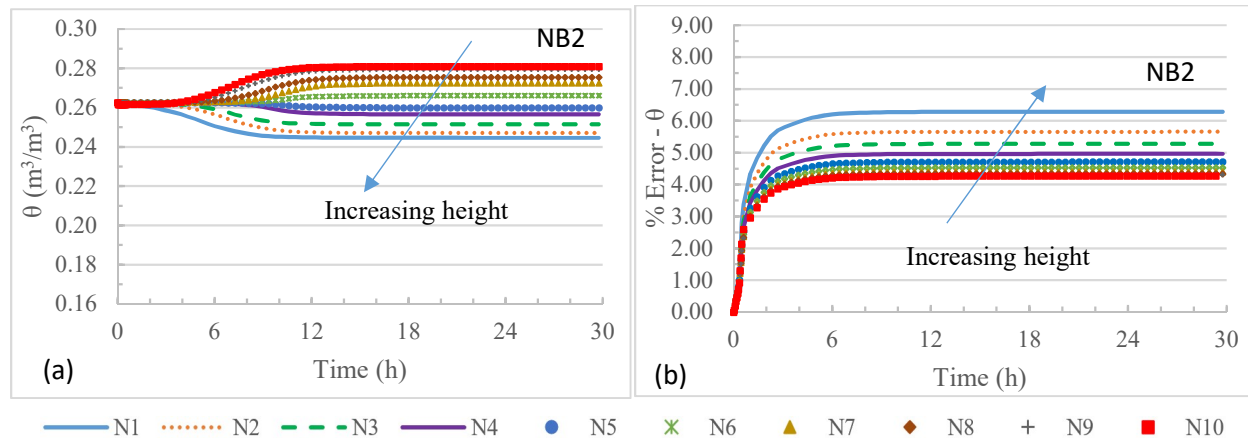 0.30
0.28
0.26
0.24
0.22
0.20
0.18
0.16
θ (m³/m³)
NB2
Increasing height
0 6 12 18 24 30
(a) Time (h)
9.00
8.00
7.00
6.00
5.00
4.00
3.00
2.00
1.00
0.00
% Error - θ
NB2
Increasing height
0 6 12 18 24 30
(b) Time (h)
N1 N2 N3 N4 N5 N6 N7 N8 N9 N10